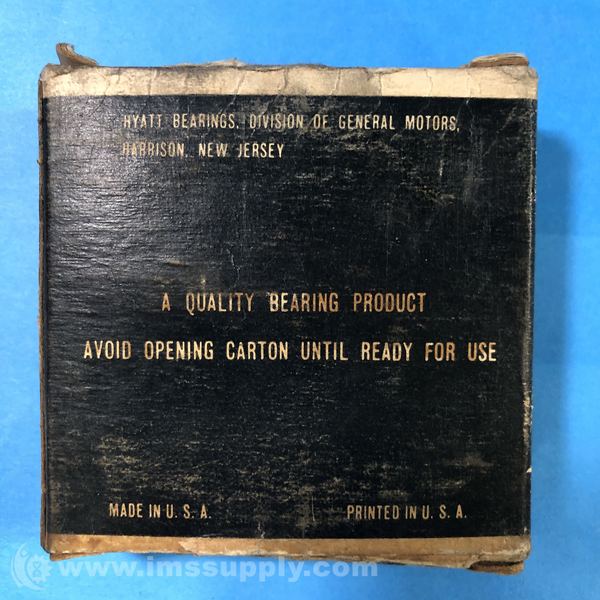 HYATT BEARINGS, DIVISION OF GENERAL MOTORS,
HARRISON, NEW JERSEY
A QUALITY BEARING PRODUCT
AVOID OPENING CARTON UNTIL READY FOR USE
MADE IN U. S. A.
PRINTED IN U. S. A.
www.imssupply.com